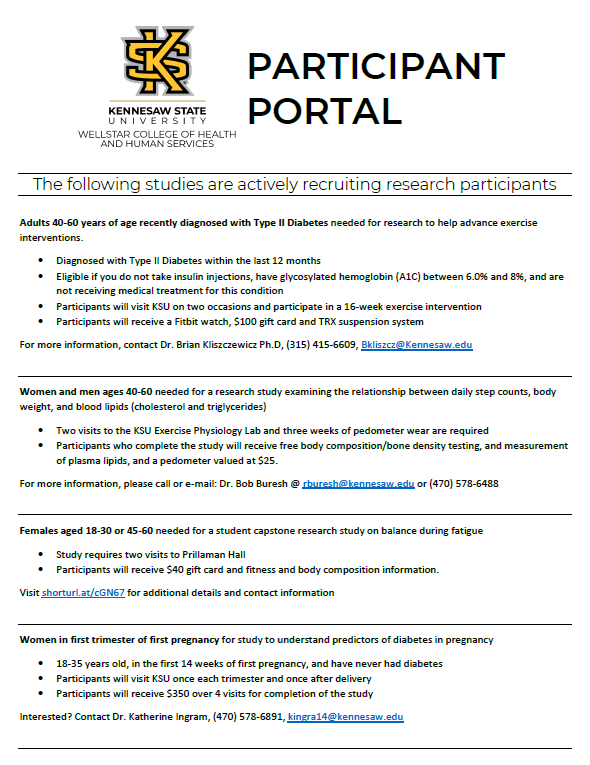 KS
KENNESAW STATE
UNIVERSITY
WELLSTAR COLLEGE OF HEALTH
AND HUMAN SERVICES
PARTICIPANT
PORTAL
The following studies are actively recruiting research participants
Adults 40-60 years of age recently diagnosed with Type II Diabetes needed for research to help advance exercise
interventions.
• Diagnosed with Type II Diabetes within the last 12 months
• Eligible if you do not take insulin injections, have glycosylated hemoglobin (A1C) between 6.0% and 8%, and are
not receiving medical treatment for this condition
• Participants will visit KSU on two occasions and participate in a 16-week exercise intervention
• Participants will receive a Fitbit watch, $100 gift card and TRX suspension system
For more information, contact Dr. Brian Kliszczewicz Ph.D, (315) 415-6609, Bkliszcz@Kennesaw.edu
Women and men ages 40-60 needed for a research study examining the relationship between daily step counts, body
weight, and blood lipids (cholesterol and triglycerides)
• Two visits to the KSU Exercise Physiology Lab and three weeks of pedometer wear are required
• Participants who complete the study will receive free body composition/bone density testing, and measurement
of plasma lipids, and a pedometer valued at $25.
For more information, please call or e-mail: Dr. Bob Buresh @ rburesh@kennesaw.edu or (470) 578-6488
Females aged 18-30 or 45-60 needed for a student capstone research study on balance during fatigue
• Study requires two visits to Prillaman Hall
• Participants will receive $40 gift card and fitness and body composition information.
Visit shorturl.at/cGN67 for additional details and contact information
Women in first trimester of first pregnancy for study to understand predictors of diabetes in pregnancy
• 18-35 years old, in the first 14 weeks of first pregnancy, and have never had diabetes
• Participants will visit KSU once each trimester and once after delivery
• Participants will receive $350 over 4 visits for completion of the study
Interested? Contact Dr. Katherine Ingram, (470) 578-6891, kingra14@kennesaw.edu